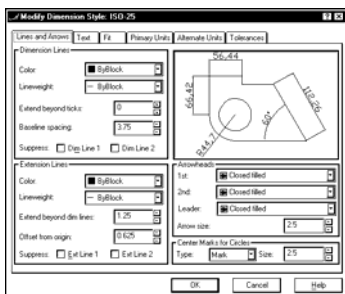 Modify Dimension Style: ISO-25
Lines and Arrows Text Fit Primary Units Alternate Units Tolerances
Dimension Lines
Color: ByBlock
Lineweight: ByBlock
Extend beyond ticks: 0
Baseline spacing: 3.75
Suppress: Dim Line 1 Dim Line 2
Extension Lines
Color: ByBlock
Lineweight: ByBlock
Extend beyond dim lines: 1.25
Offset from origin: 0.625
Suppress: Ext Line 1 Ext Line 2
56,44
66,42
112,26
60°
R44,7
Arrowheads
1st: Closed filled
2nd: Closed filled
Leader: Closed filled
Arrow size: 2.5
Center Marks for Circles
Type: Mark Size: 2.5
OK Cancel Help